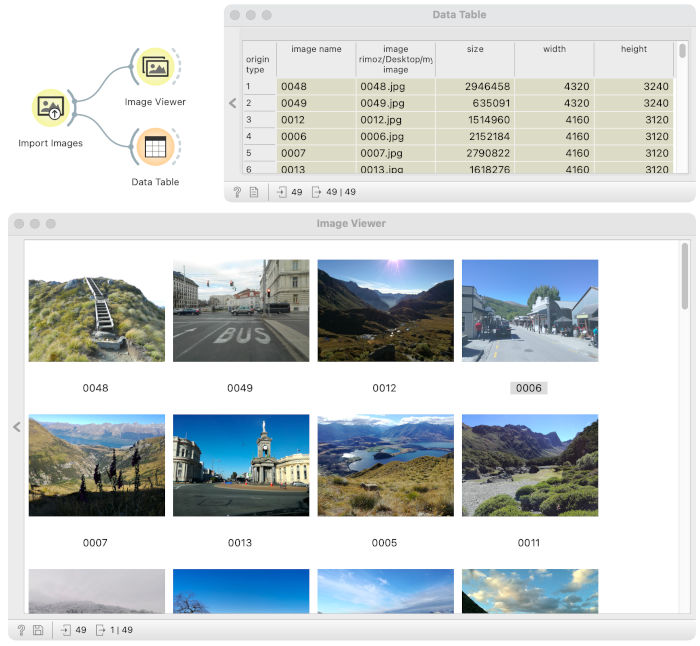 Data Table
image name image size width height
origin rimoz/Desktop/my
type image
1 0048 0048.jpg 2946458 4320 3240
2 0049 0049.jpg 635091 4320 3240
3 0012 0012.jpg 1514960 4160 3120
4 0006 0006.jpg 2152184 4160 3120
5 0007 0007.jpg 2790822 4160 3120
6 0013 0013.jpg 1618276 4160 3120
? 49 49 | 49
Image Viewer
Import Images
Data Table
Image Viewer
BUS
0048 0049 0012 0006
0007 0013 0005 0011
? 49 1 | 49